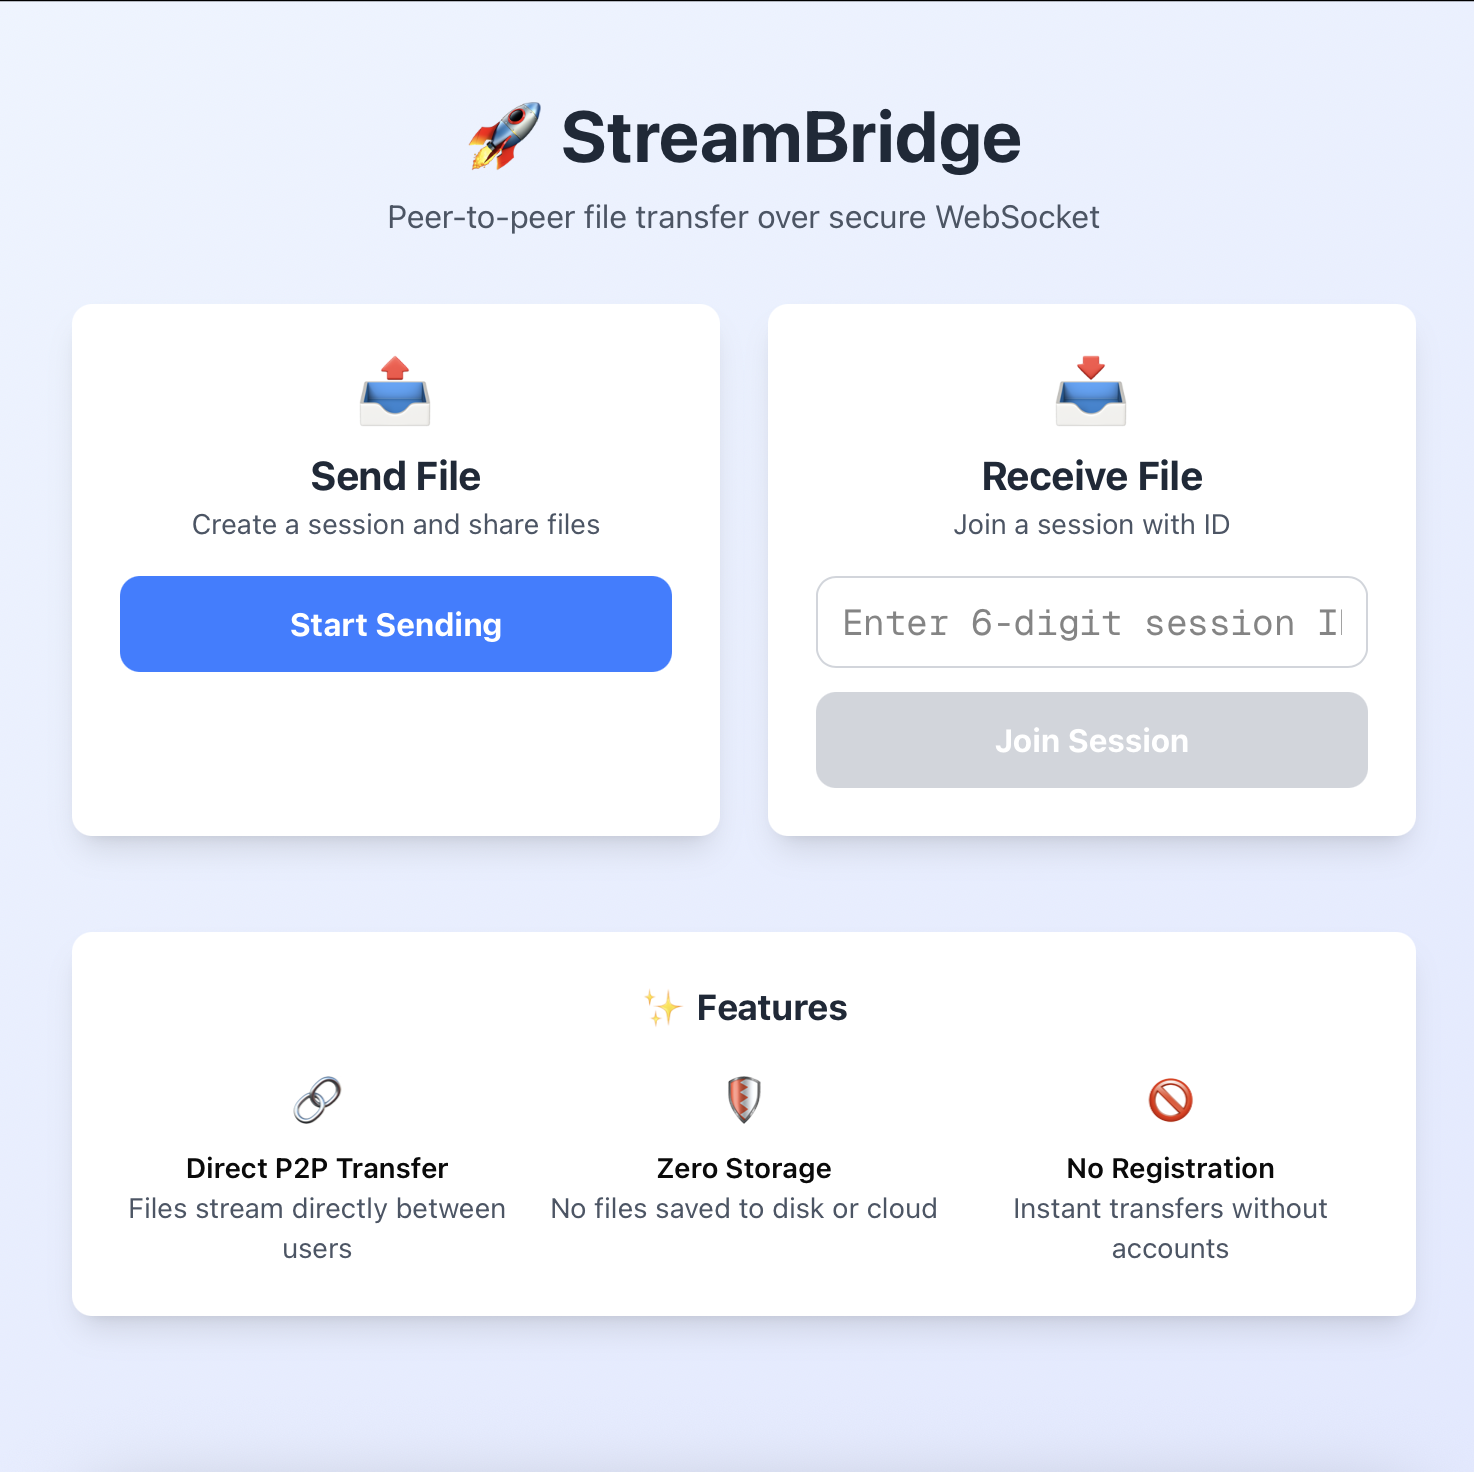 🚀 StreamBridge
Peer-to-peer file transfer over secure WebSocket
Send File
Create a session and share files
Start Sending
Receive File
Join a session with ID
Enter 6-digit session I
Join Session
✨ Features
Direct P2P Transfer
Files stream directly between
users
Zero Storage
No files saved to disk or cloud
No Registration
Instant transfers without
accounts